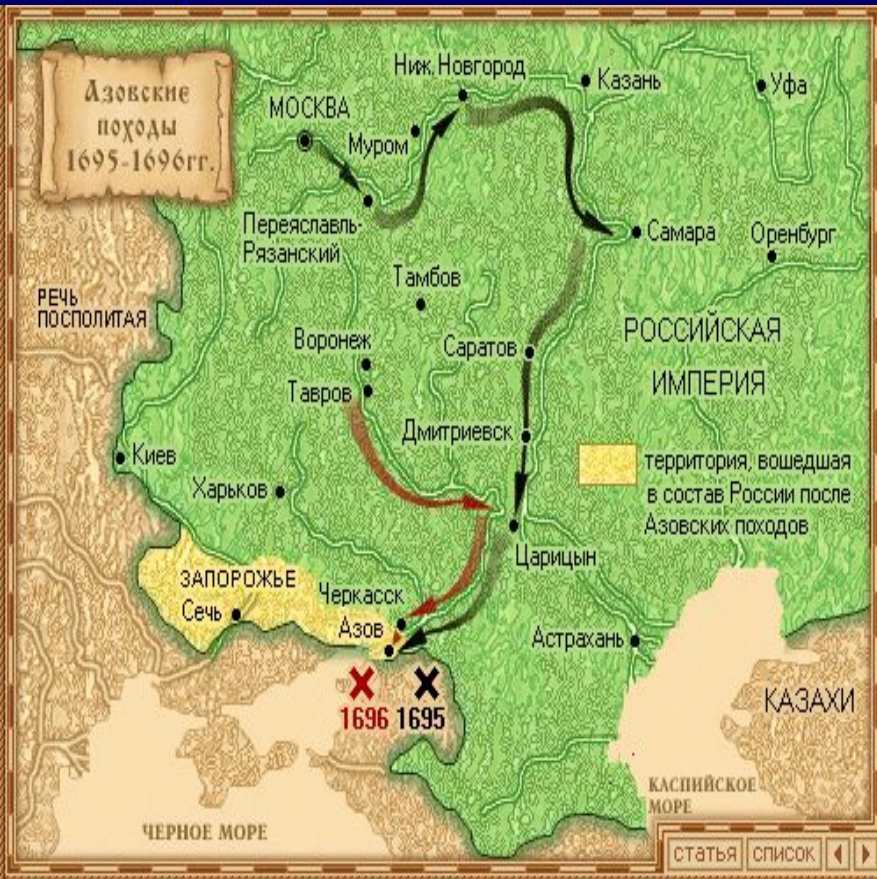 Азовские
походы
1695-1696гг.
Ниж. Новгород
Казань
Уфа
МОСКВА
Муром
Переяславль-
Рязанский
Самара
Оренбург
Тамбов
РЕЧЬ
ПОСПОЛИТАЯ
Воронеж
Саратов
РОССИЙСКАЯ
ИМПЕРИЯ
Тавров
Дмитриевск
Киев
территория, вошедшая
в состав России после
Азовских походов
Харьков
Царицын
ЗАПОРОЖЬЕ
Сечь
Черкасск
Азов
Астрахань
1696 1695
КАЗАХИ
КАСПИЙСКОЕ
МОРЕ
ЧЕРНОЕ МОРЕ
статья список